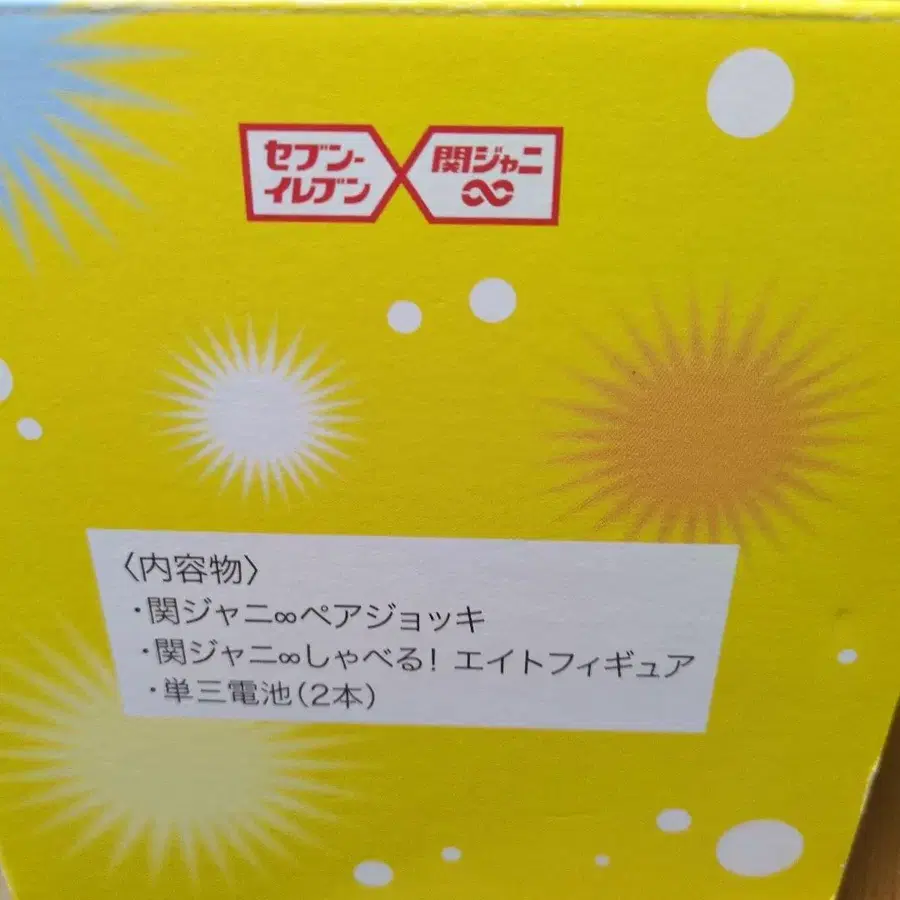 セブン-
イレブン
関ジャニ
∞
〈内容物〉
・関ジャニ∞ペアジョッキ
・関ジャニ∞しゃべる！エイトフィギュア
・単三電池（2本）